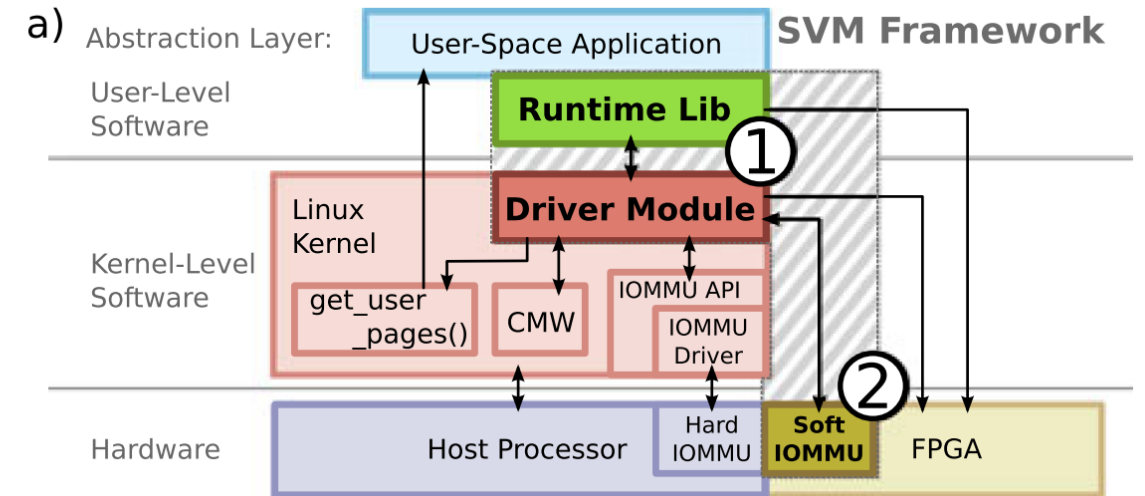 a)
Abstraction Layer:
User-Space Application
SVM Framework
User-Level
Software
Runtime Lib
1
Kernel-Level
Software
Linux
Kernel
Driver Module
get_user
_pages()
CMW
IOMMU API
IOMMU
Driver
2
Hardware
Host Processor
Hard
IOMMU
Soft
IOMMU
FPGA